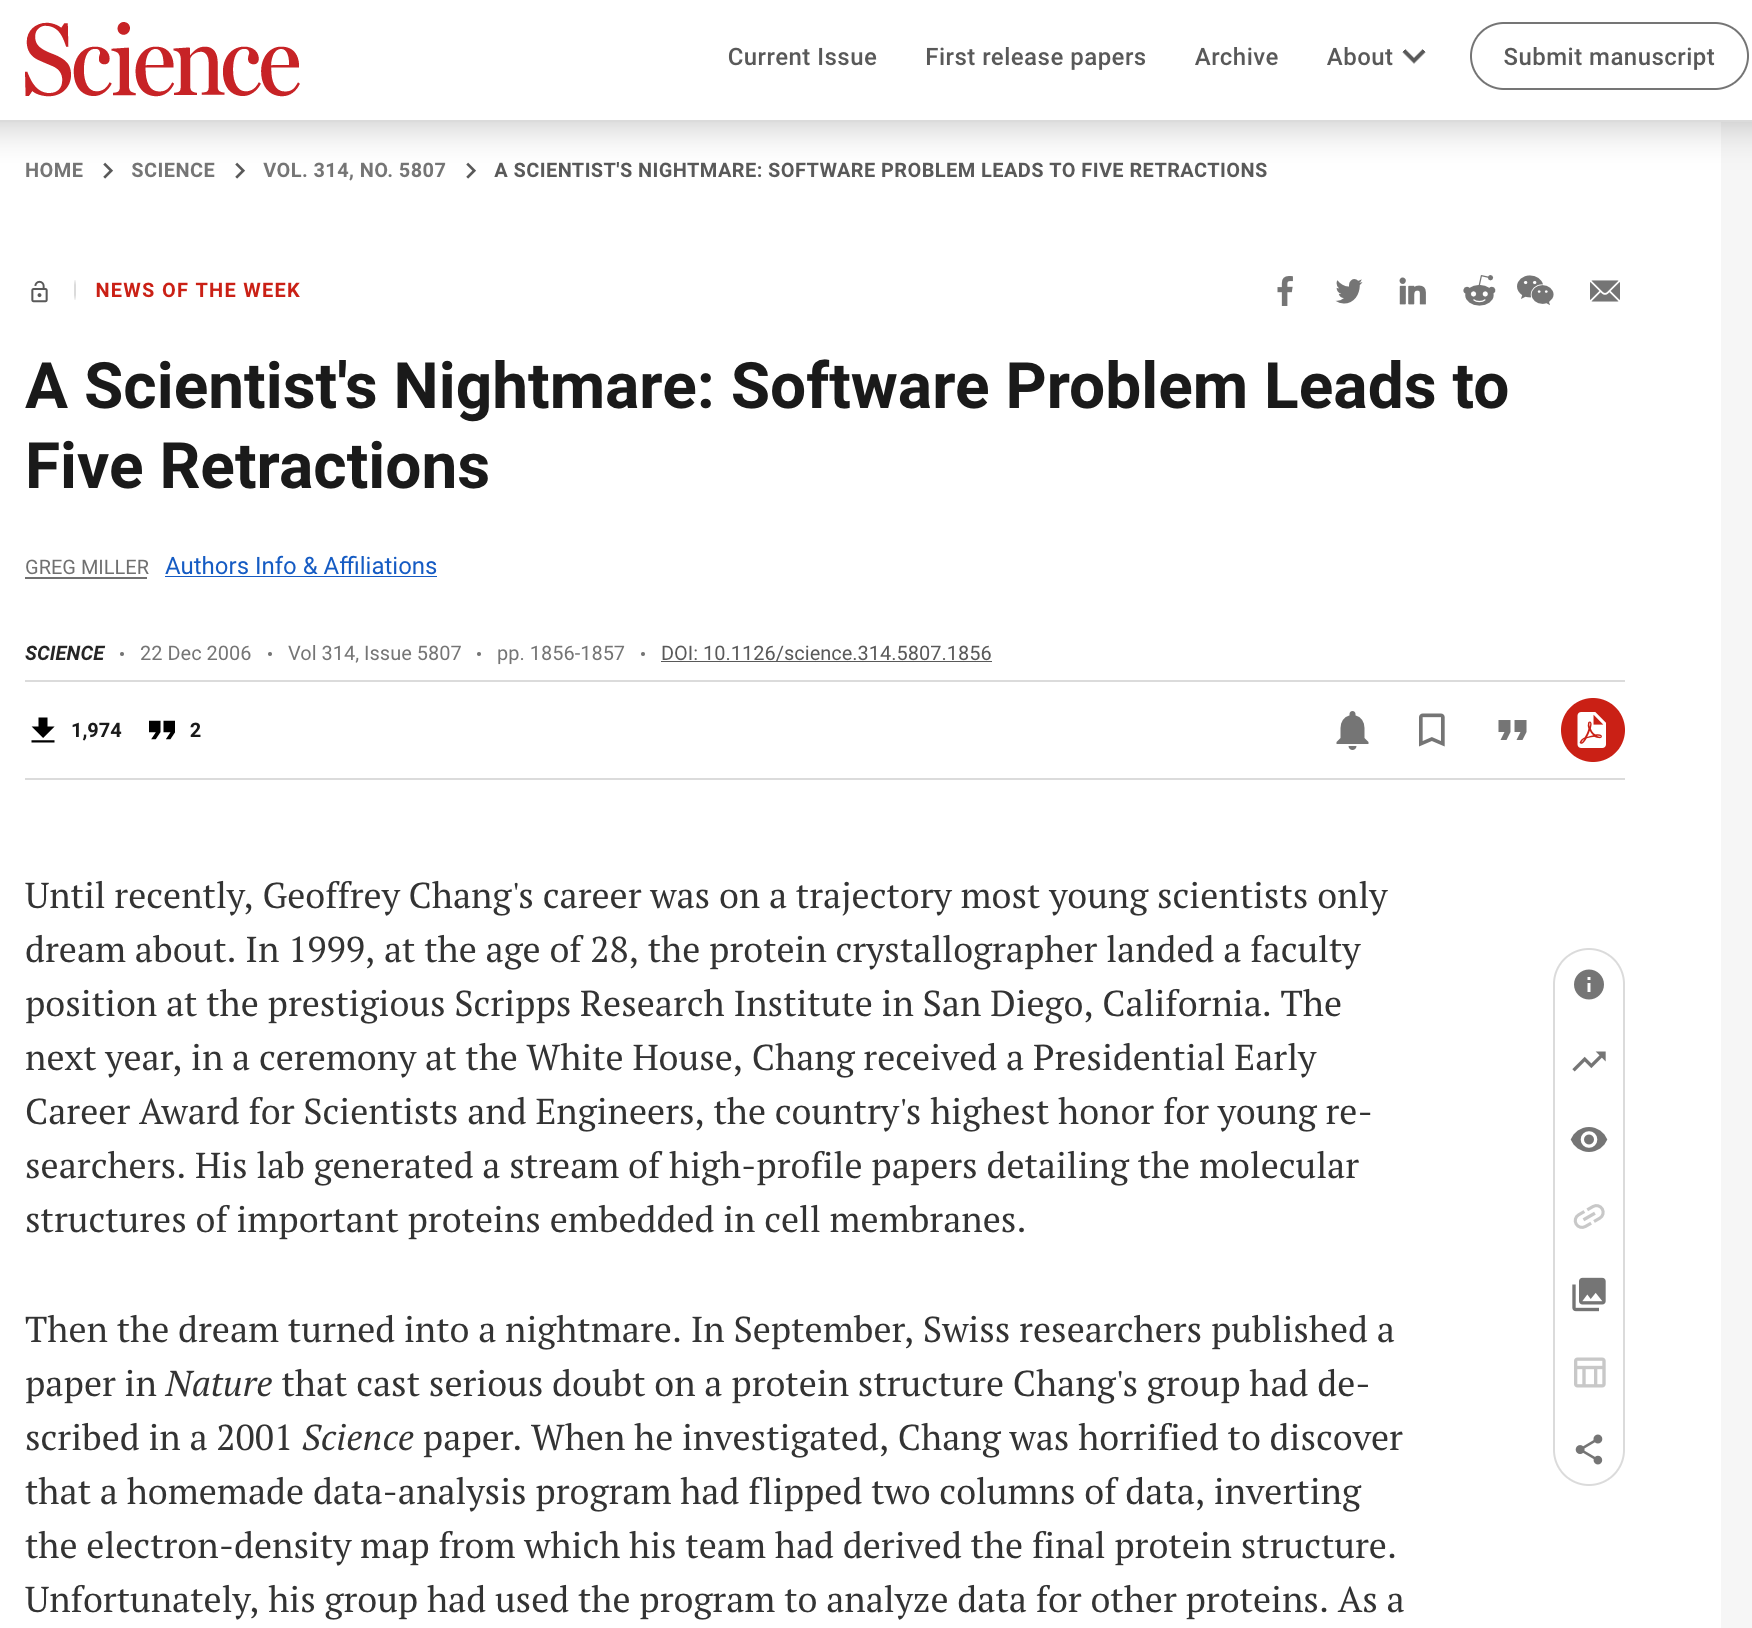 Science
Current Issue First release papers Archive About Submit manuscript
HOME SCIENCE VOL. 314, NO. 5807 A SCIENTIST'S NIGHTMARE: SOFTWARE PROBLEM LEADS TO FIVE RETRACTIONS
NEWS OF THE WEEK
A Scientist's Nightmare: Software Problem Leads to
Five Retractions
GREG MILLER Authors Info & Affiliations
SCIENCE • 22 Dec 2006 • Vol 314, Issue 5807 • pp. 1856-1857 • DOI: 10.1126/science.314.5807.1856
1,974 2
Until recently, Geoffrey Chang's career was on a trajectory most young scientists only
dream about. In 1999, at the age of 28, the protein crystallographer landed a faculty
position at the prestigious Scripps Research Institute in San Diego, California. The
next year, in a ceremony at the White House, Chang received a Presidential Early
Career Award for Scientists and Engineers, the country's highest honor for young re-
searchers. His lab generated a stream of high-profile papers detailing the molecular
structures of important proteins embedded in cell membranes.
Then the dream turned into a nightmare. In September, Swiss researchers published a
paper in Nature that cast serious doubt on a protein structure Chang's group had de-
scribed in a 2001 Science paper. When he investigated, Chang was horrified to discover
that a homemade data-analysis program had flipped two columns of data, inverting
the electron-density map from which his team had derived the final protein structure.
Unfortunately, his group had used the program to analyze data for other proteins. As a